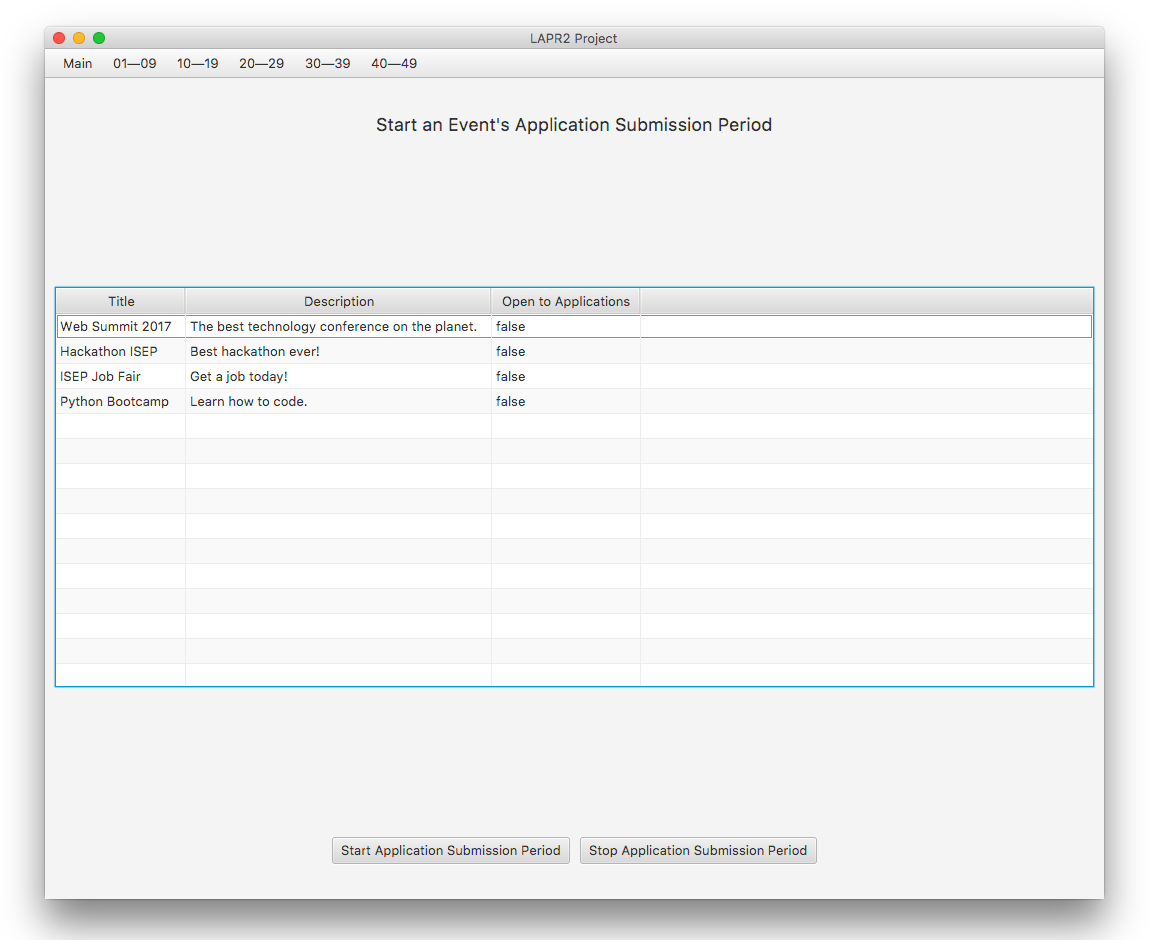 LAPR2 Project
Main 01—09 10—19 20—29 30—39 40—49
Start an Event's Application Submission Period
Title Description Open to Applications
Web Summit 2017 The best technology conference on the planet. false
Hackathon ISEP Best hackathon ever! false
ISEP Job Fair Get a job today! false
Python Bootcamp Learn how to code. false
Start Application Submission Period Stop Application Submission Period